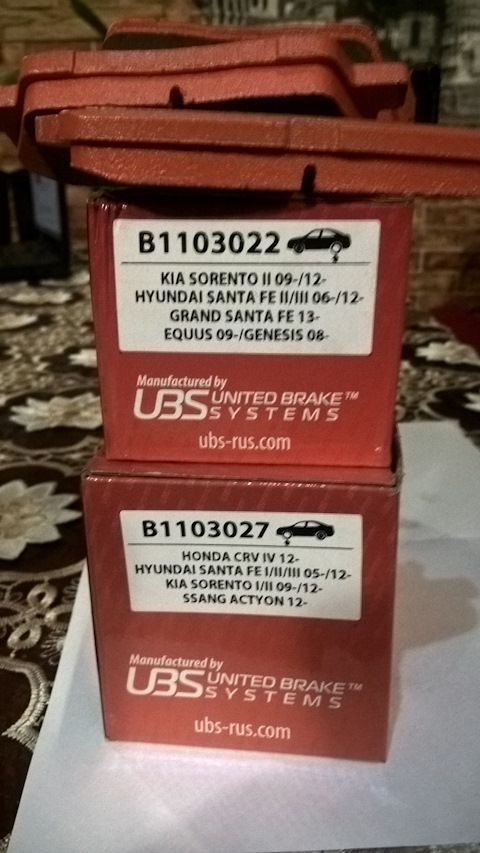 B1103022
KIA SORENTO II 09-/12-
HYUNDAI SANTA FE II/III 06-/12-
GRAND SANTA FE 13-
EQUUS 09-/GENESIS 08-
Manufactured by
UBS UNITED BRAKE™
SYSTEMS
ubs-rus.com
B1103027
HONDA CRV IV 12-
HYUNDAI SANTA FE I/II/III 05-/12-
KIA SORENTO I/II 09-/12-
SSANG ACTYON 12-
Manufactured by
UBS UNITED BRAKE™
SYSTEMS
ubs-rus.com